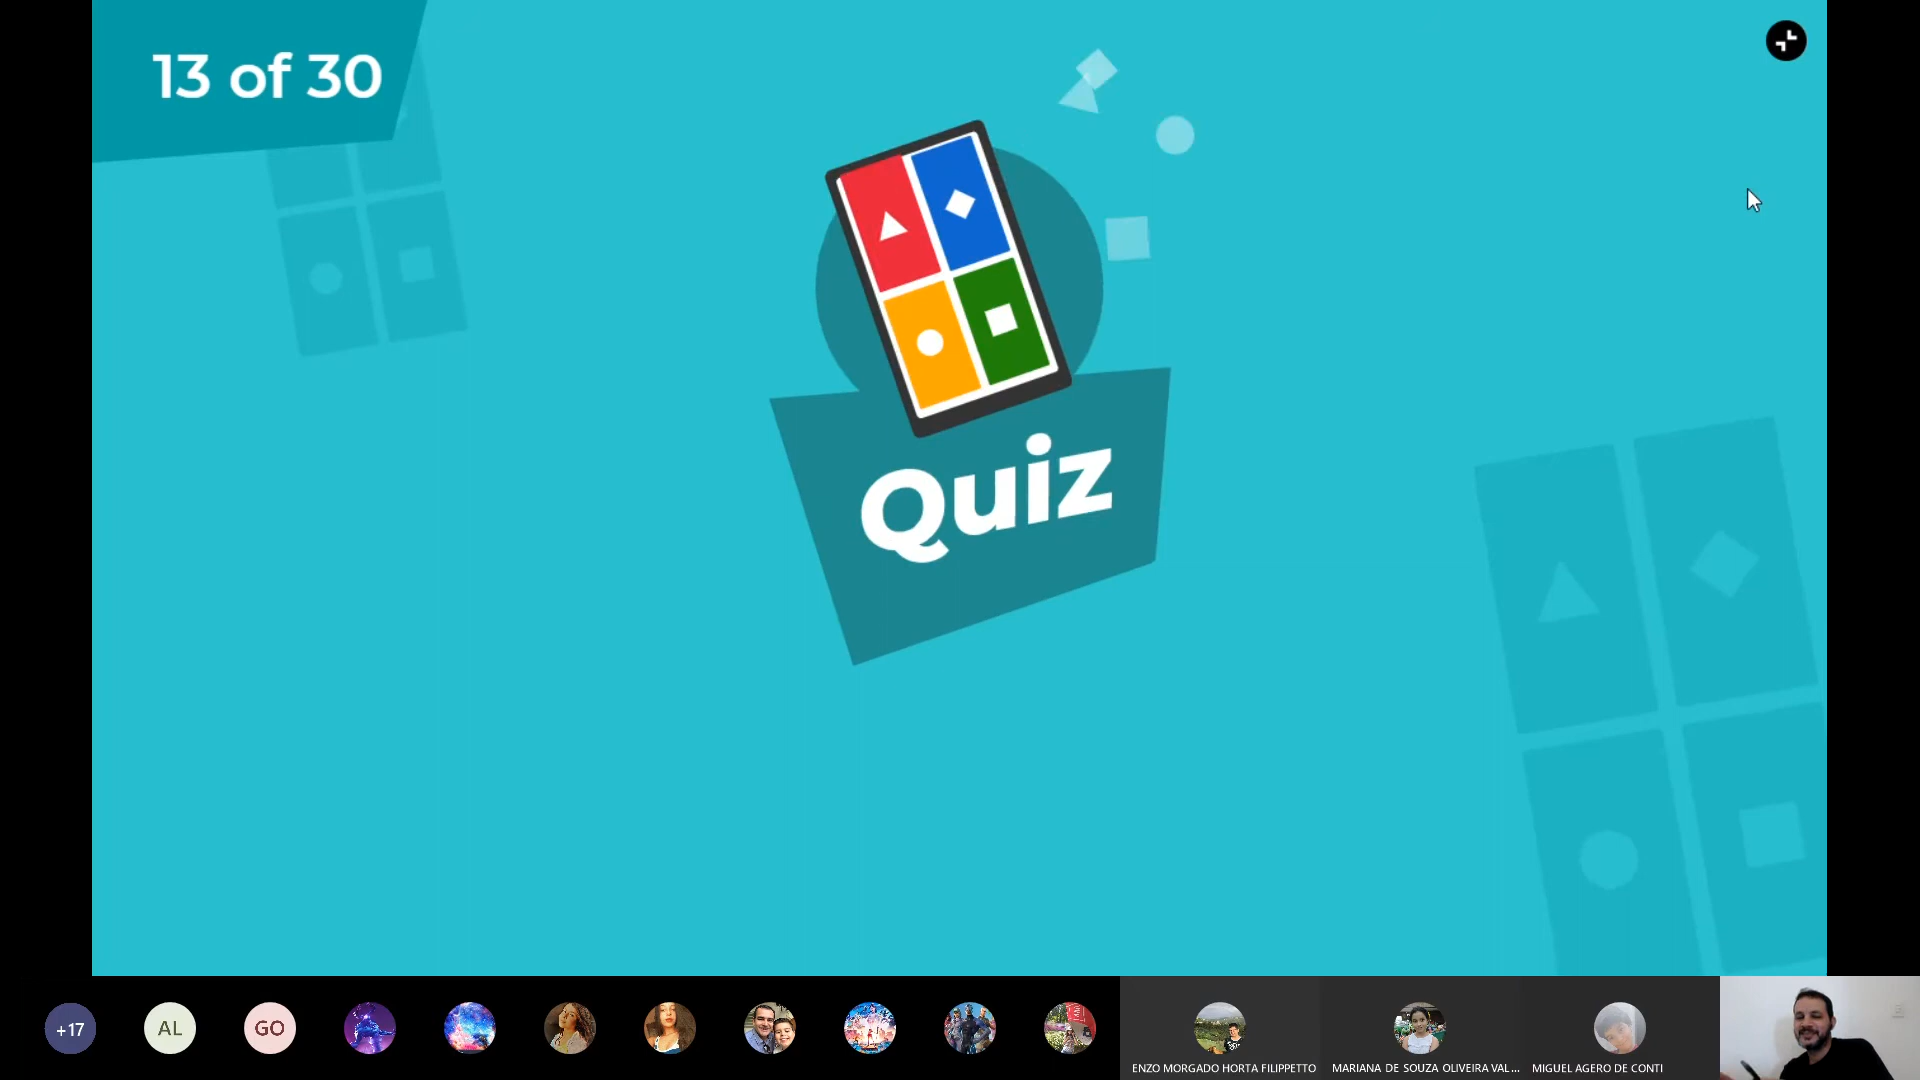 13 of 30
Quiz
+17
AL
GO
ENZO MORGADO HORTA FILIPPETTO
MARIANA DE SOUZA OLIVEIRA VAL...
MIGUEL AGERO DE CONTI